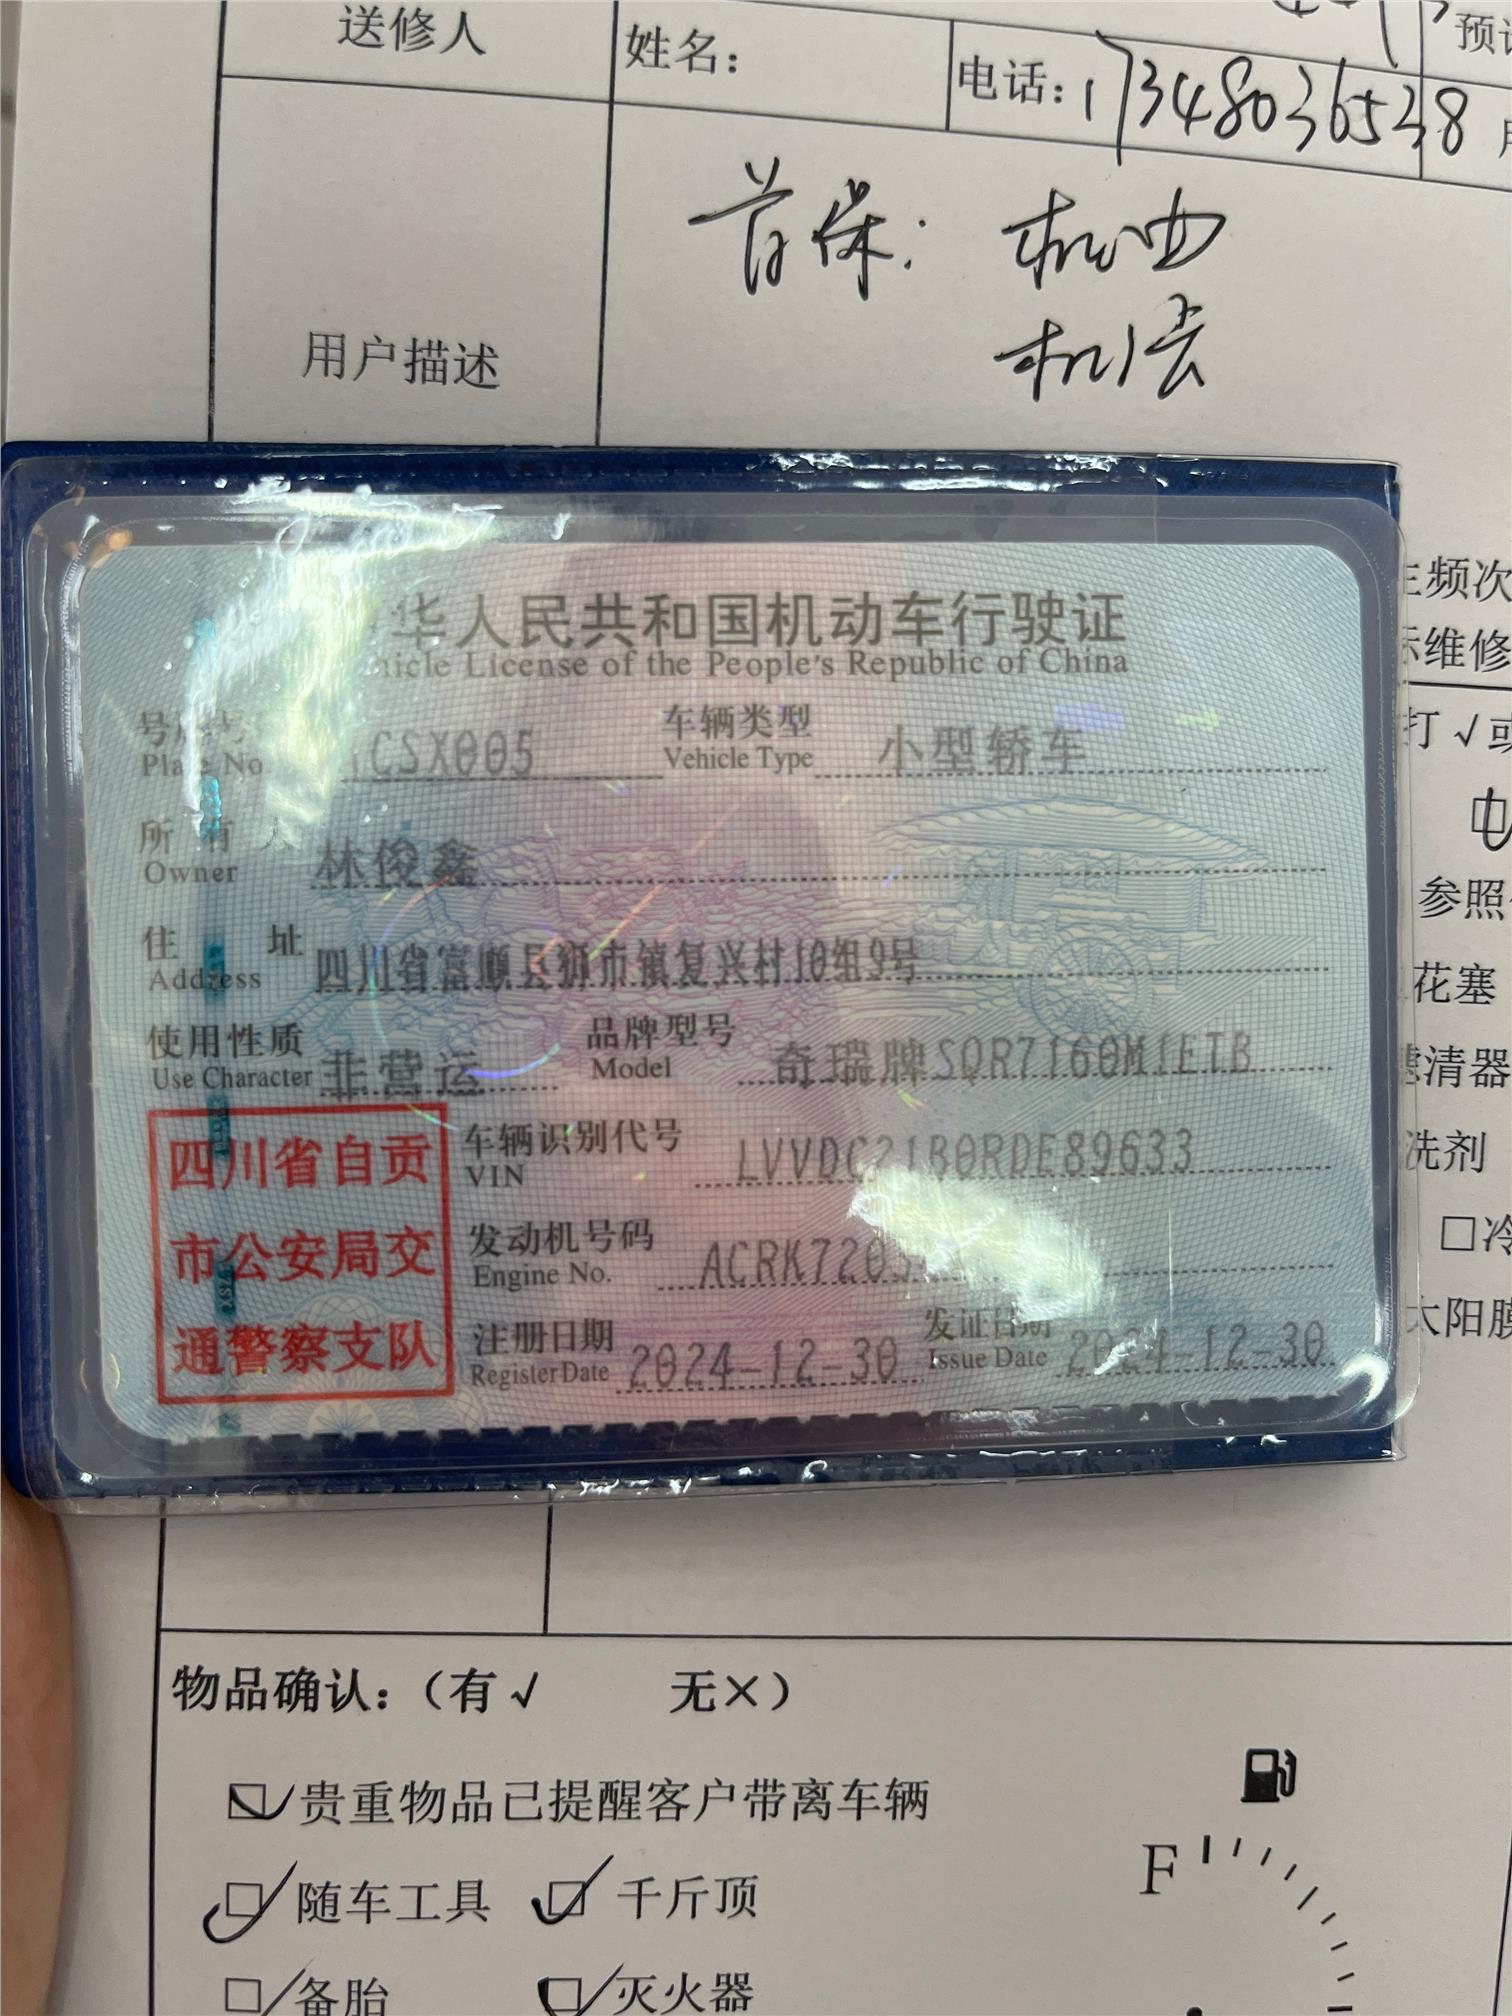 送修人
姓名：
电话：17348036538
首保：机油
机滤
用户描述
华人民共和国机动车行驶证
License of the People's Republic of China
CSX005
车辆类型
Vehicle Type
小型轿车
所有人
Owner
林俊鑫
住址
Address
四川省富顺县狮市镇复兴村10组9号
使用性质
Use Character
非营运
品牌型号
Model
奇瑞牌SQR7160M1ETB
四川省自贡
市公安局交
通警察支队
车辆识别代号
VIN
LVVDC21B0RDE89633
发动机号码
Engine No.
ACRK720
注册日期
Register Date
2024-12-30
发证日期
Issue Date
2024-12-30
频次
维修
打√或
参照
花塞
清器
洗剂
□冷
太阳膜
物品确认：（有√ 无×）
贵重物品已提醒客户带离车辆
随车工具
千斤顶
备胎
灭火器
F